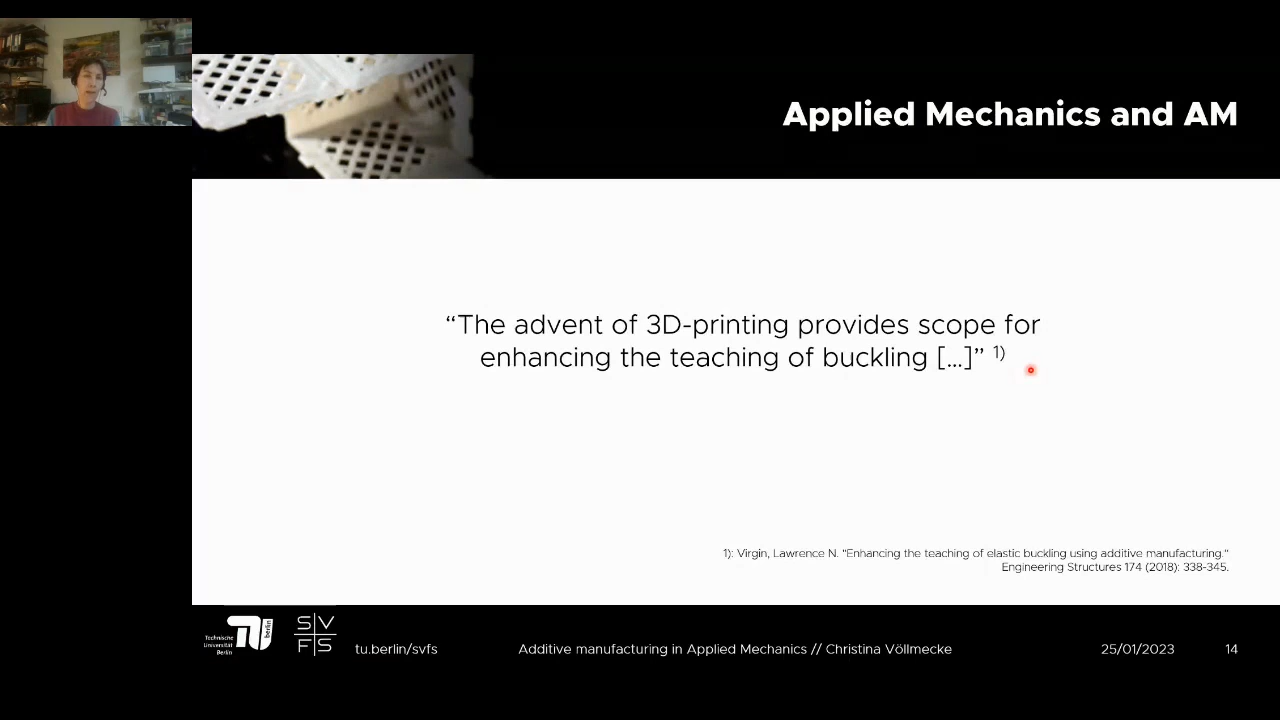 Applied Mechanics and AM
“The advent of 3D-printing provides scope for
enhancing the teaching of buckling [...]” 1)
1): Virgin, Lawrence N. "Enhancing the teaching of elastic buckling using additive manufacturing."
Engineering Structures 174 (2018): 338-345.
Technische
Universität
Berlin
berlin
SV
FS
tu.berlin/svfs
Additive manufacturing in Applied Mechanics // Christina Völlmecke
25/01/2023
14